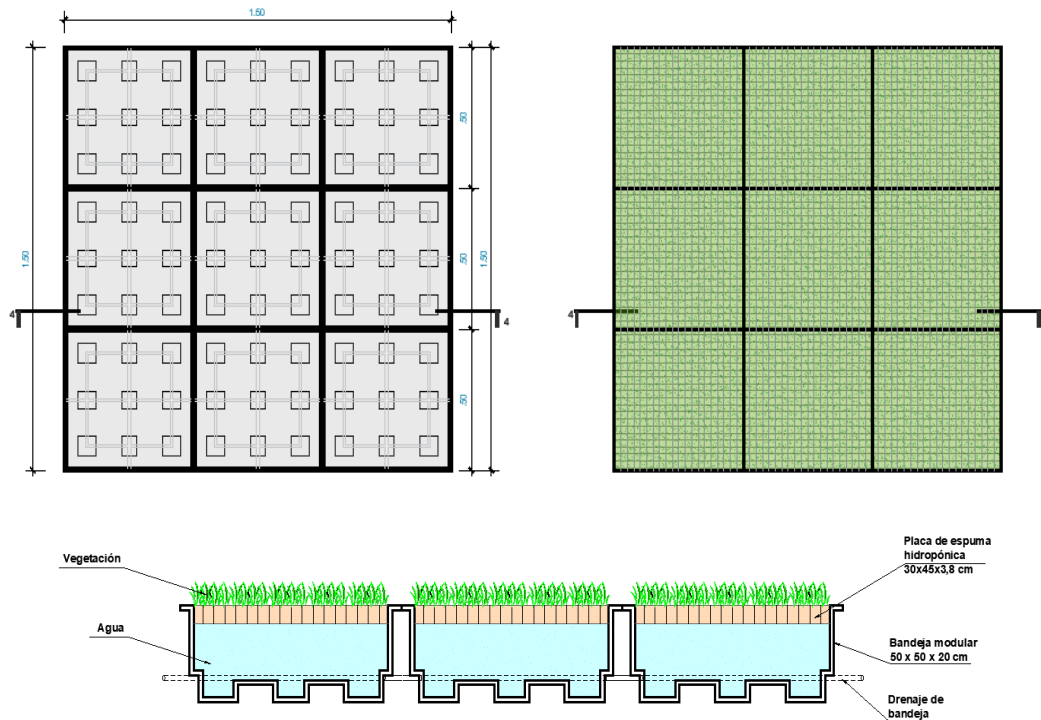 1.50
.50
1.50
.50
1.50
.50
4
4
4
4
Placa de espuma
hidropónica
30x45x3,8 cm
Vegetación
Agua
Bandeja modular
50 x 50 x 20 cm
Drenaje de
bandeja